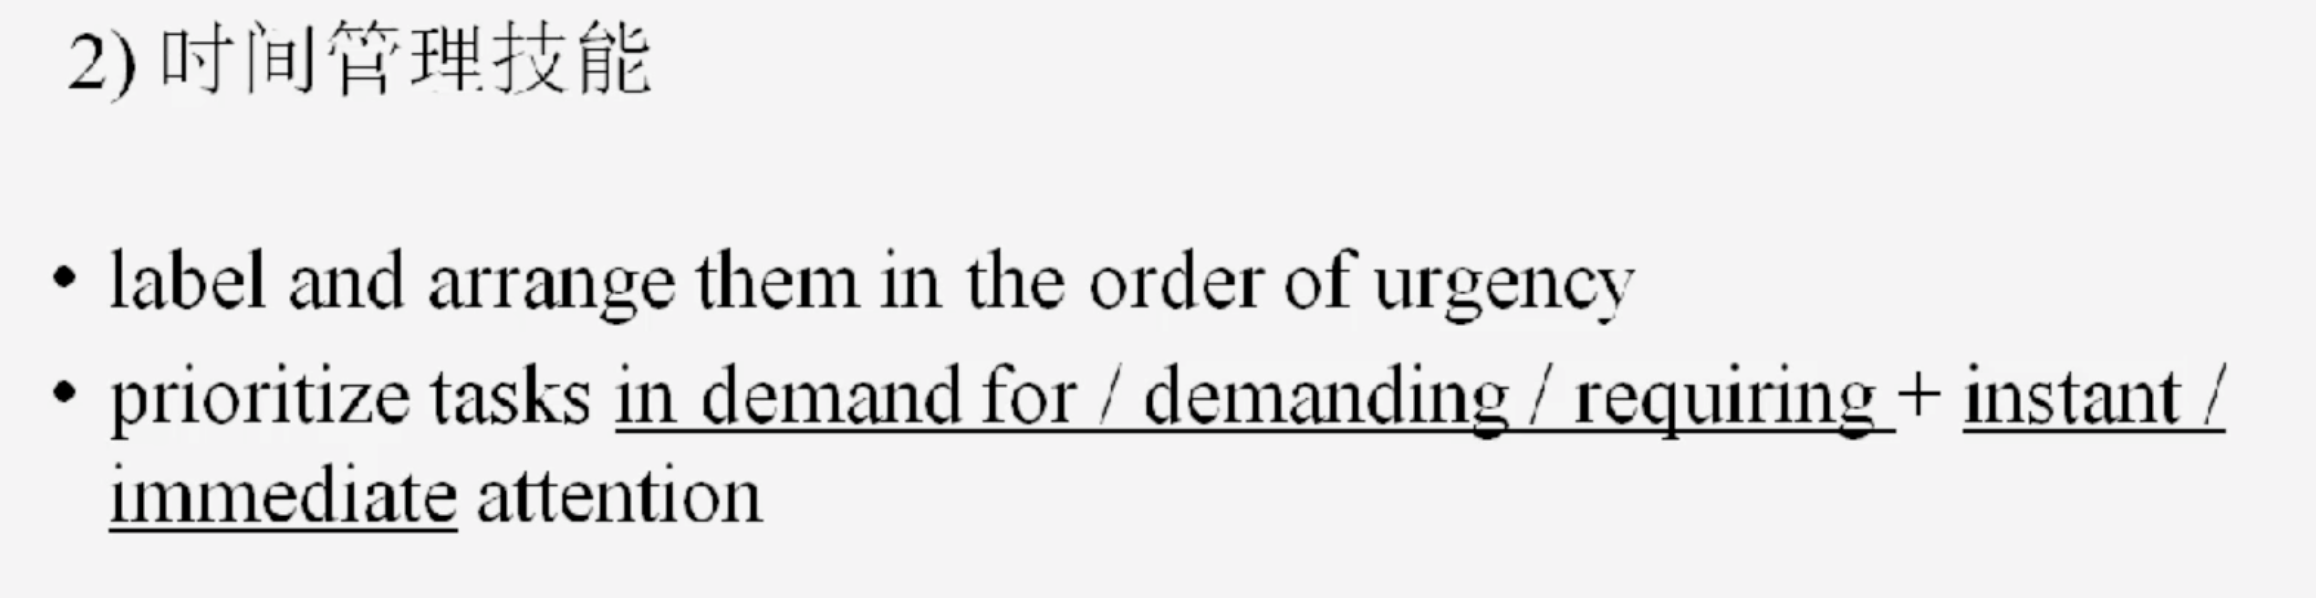 2) 时间管理技能
• label and arrange them in the order of urgency
• prioritize tasks in demand for / demanding / requiring + instant /
immediate attention